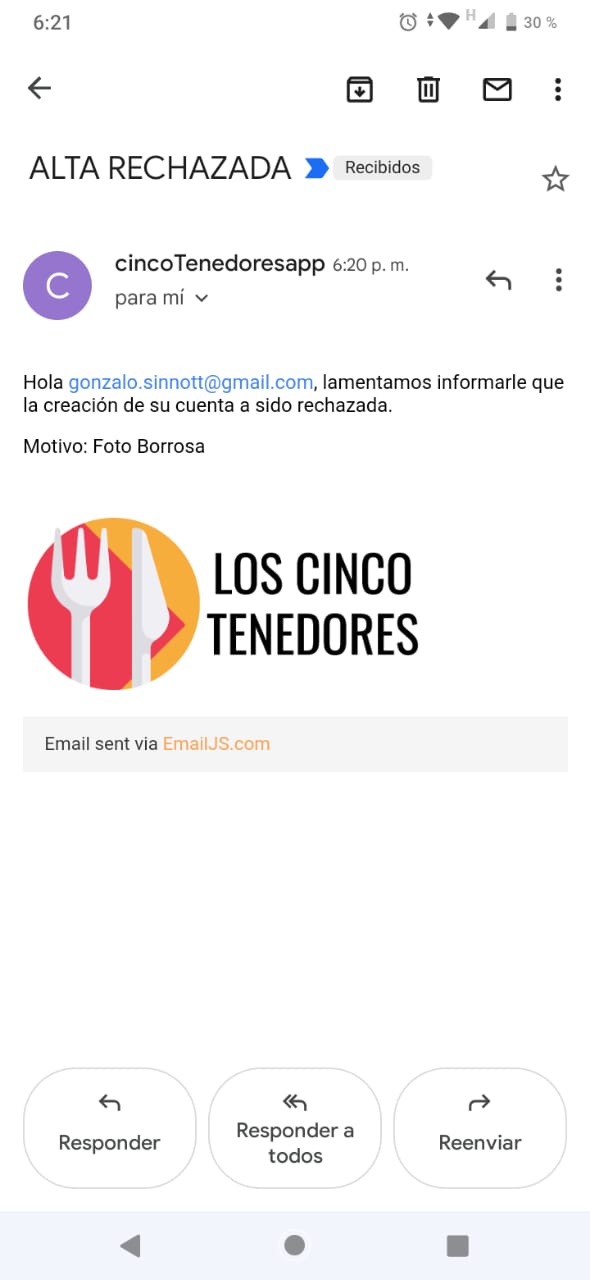 6:21
H
30 %
ALTA RECHAZADA
Recibidos
C
cincoTenedoresapp 6:20 p. m.
para mí
Hola gonzalo.sinnott@gmail.com, lamentamos informarle que
la creación de su cuenta a sido rechazada.
Motivo: Foto Borrosa
LOS CINCO
TENEDORES
Email sent via EmailJS.com
Responder
Responder a
todos
Reenviar